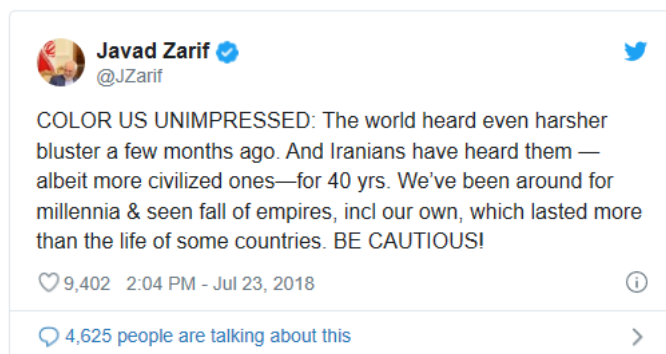 Javad Zarif
@JZarif
COLOR US UNIMPRESSED: The world heard even harsher
bluster a few months ago. And Iranians have heard them —
albeit more civilized ones—for 40 yrs. We’ve been around for
millennia & seen fall of empires, incl our own, which lasted more
than the life of some countries. BE CAUTIOUS!
9,402 2:04 PM - Jul 23, 2018
4,625 people are talking about this